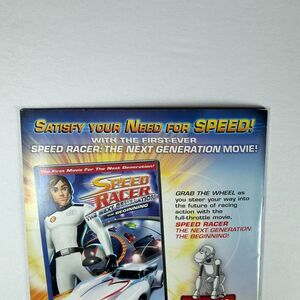 SATISFY YOUR NEED FOR SPEED!
WITH THE FIRST-EVER
SPEED RACER: THE NEXT GENERATION MOVIE!
The First Movie For The Next Generation!
SPEED
RACER
THE NEXT GENERATION
THE BEGINNING
GRAB THE WHEEL as
you steer your way
into the future of racing
action with the
full-throttle movie.
SPEED RACER
THE NEXT GENERATION
THE BEGINNING!